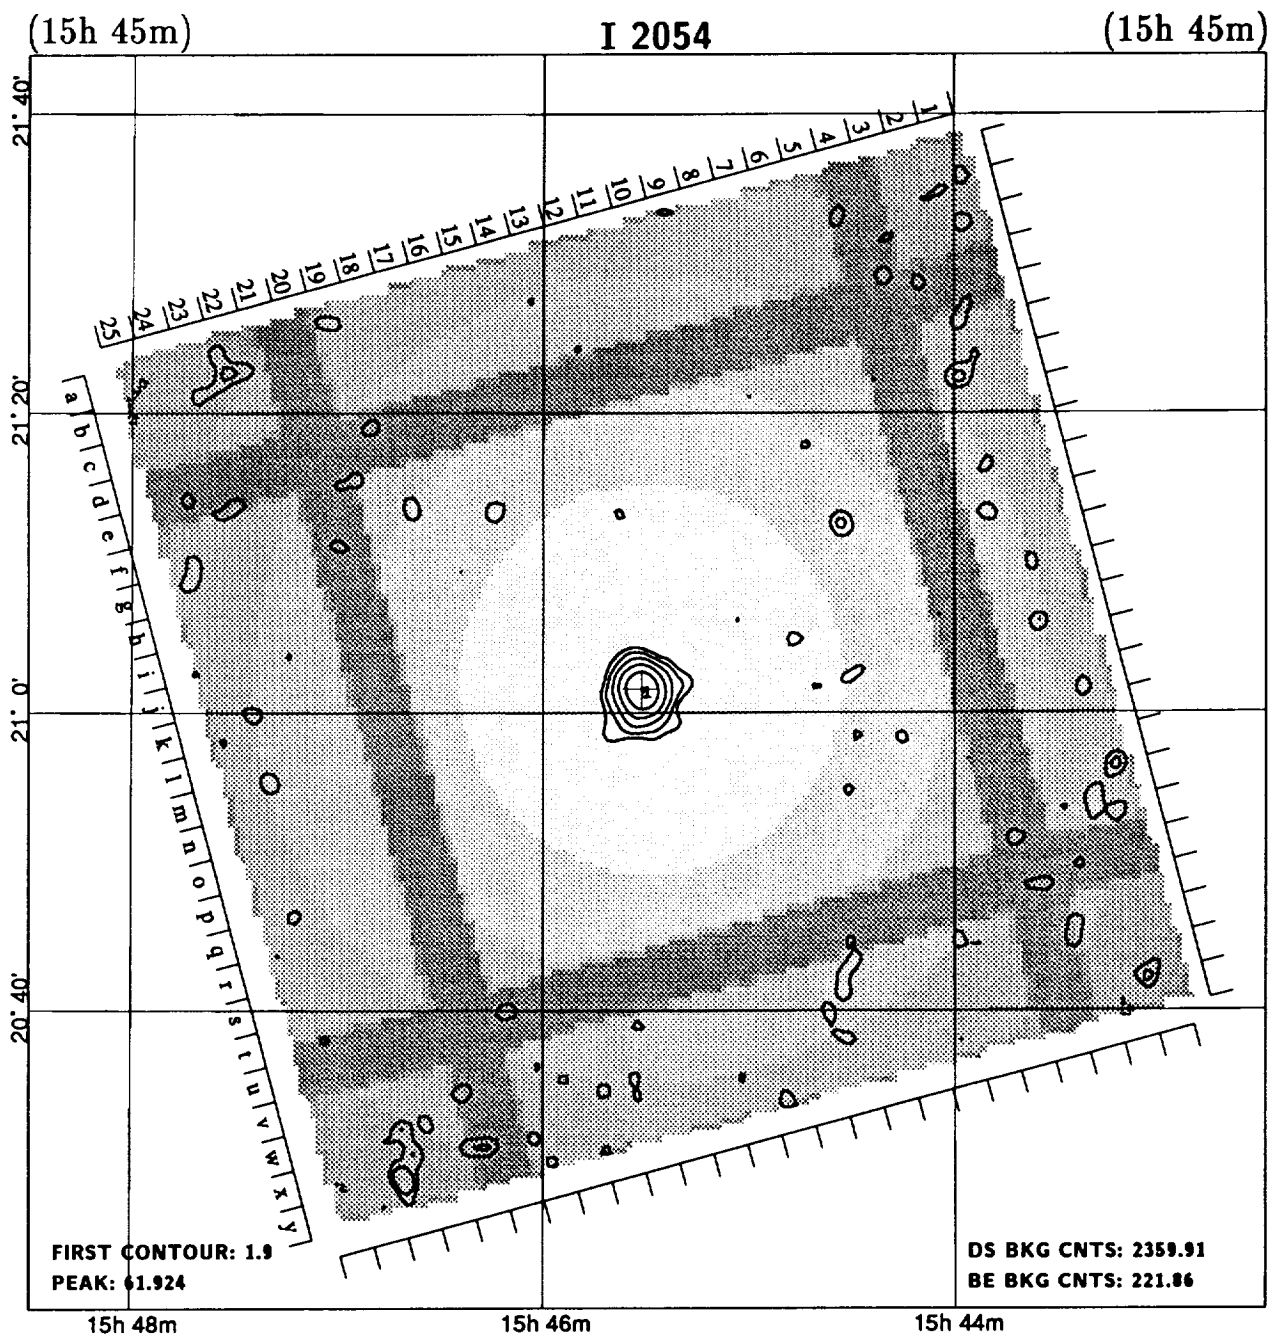 (15h 45m) I 2054 (15h 45m)
21° 40'
1 2 3 4 5 6 7 8 9 10 11 12 13 14 15 16 17 18 19 20 21 22 23 24 25
21° 20'
a b c d e f g h i j k l m n o p q r s t u v w x y
21° 0'
20° 40'
FIRST CONTOUR: 1.9 DS BKG CNTS: 2359.91
PEAK: 61.924 BE BKG CNTS: 221.86
15h 48m 15h 46m 15h 44m